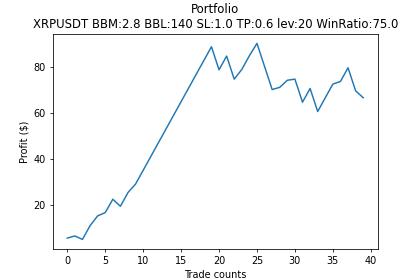 Portfolio
XRPUSDT BBM:2.8 BBL:140 SL:1.0 TP:0.6 lev:20 WinRatio:75.0
80
60
40
20
Profit ($)
0 5 10 15 20 25 30 35 40
Trade counts